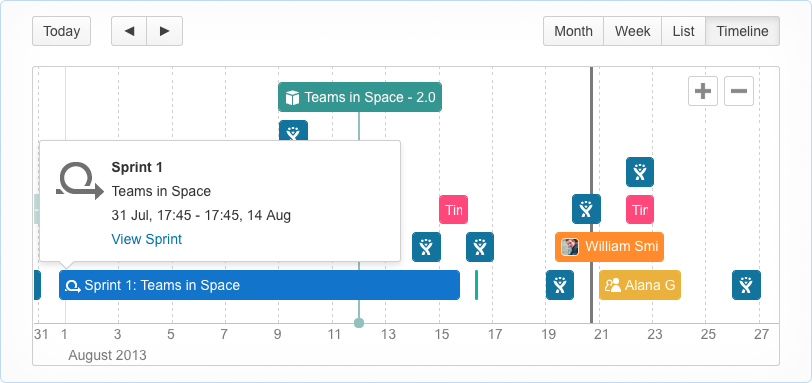 Today
Month Week List Timeline
Teams in Space - 2.0
Sprint 1
Teams in Space
31 Jul, 17:45 - 17:45, 14 Aug
View Sprint
Tin
Tin
William Smi
Sprint 1: Teams in Space
Alana G
31 1 3 5 7 9 11 13 15 17 19 21 23 25 27
August 2013